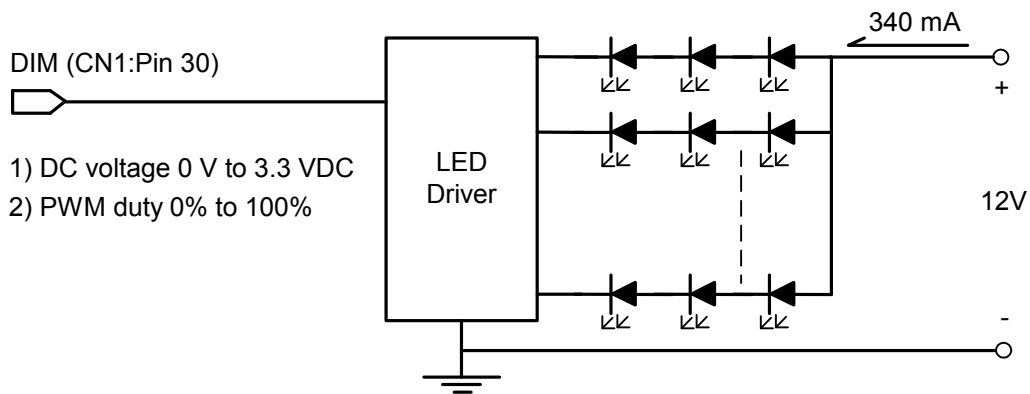 340 mA
DIM (CN1:Pin 30)
+
1) DC voltage 0 V to 3.3 VDC
2) PWM duty 0% to 100%
LED
Driver
12V
-